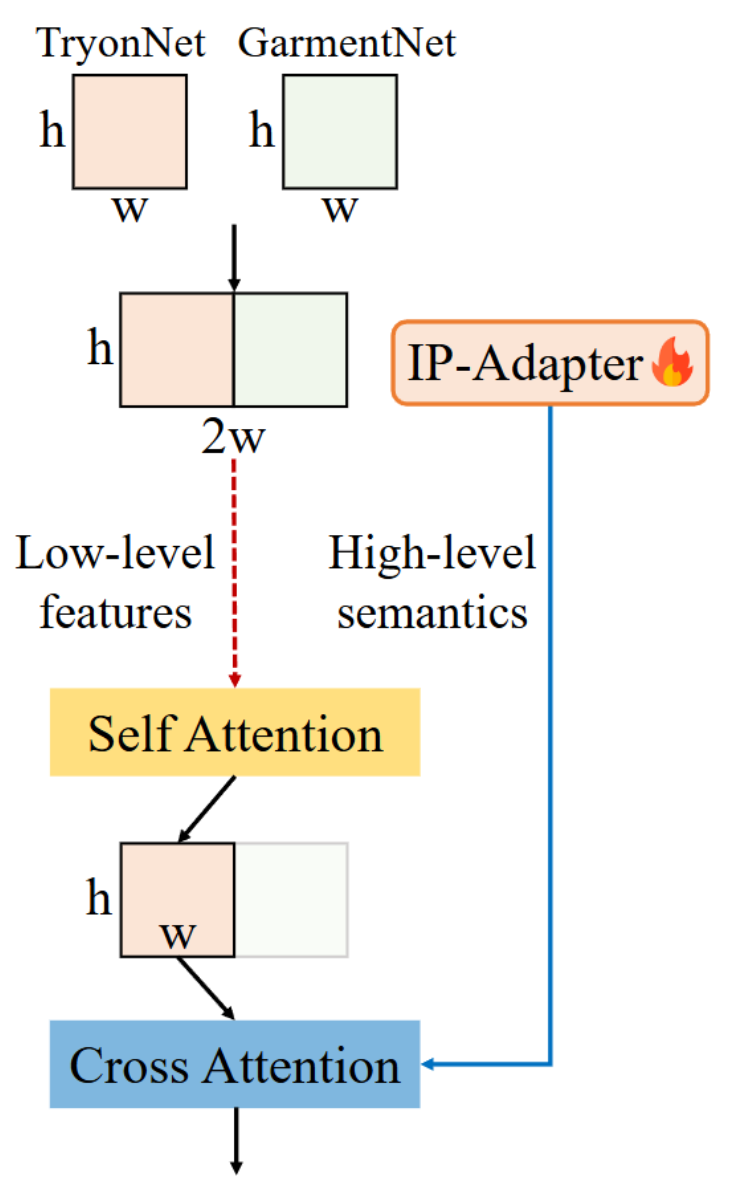 TryonNet GarmentNet
h h
w w
h
IP-Adapter
2w
Low-level features
High-level semantics
Self Attention
h
w
Cross Attention